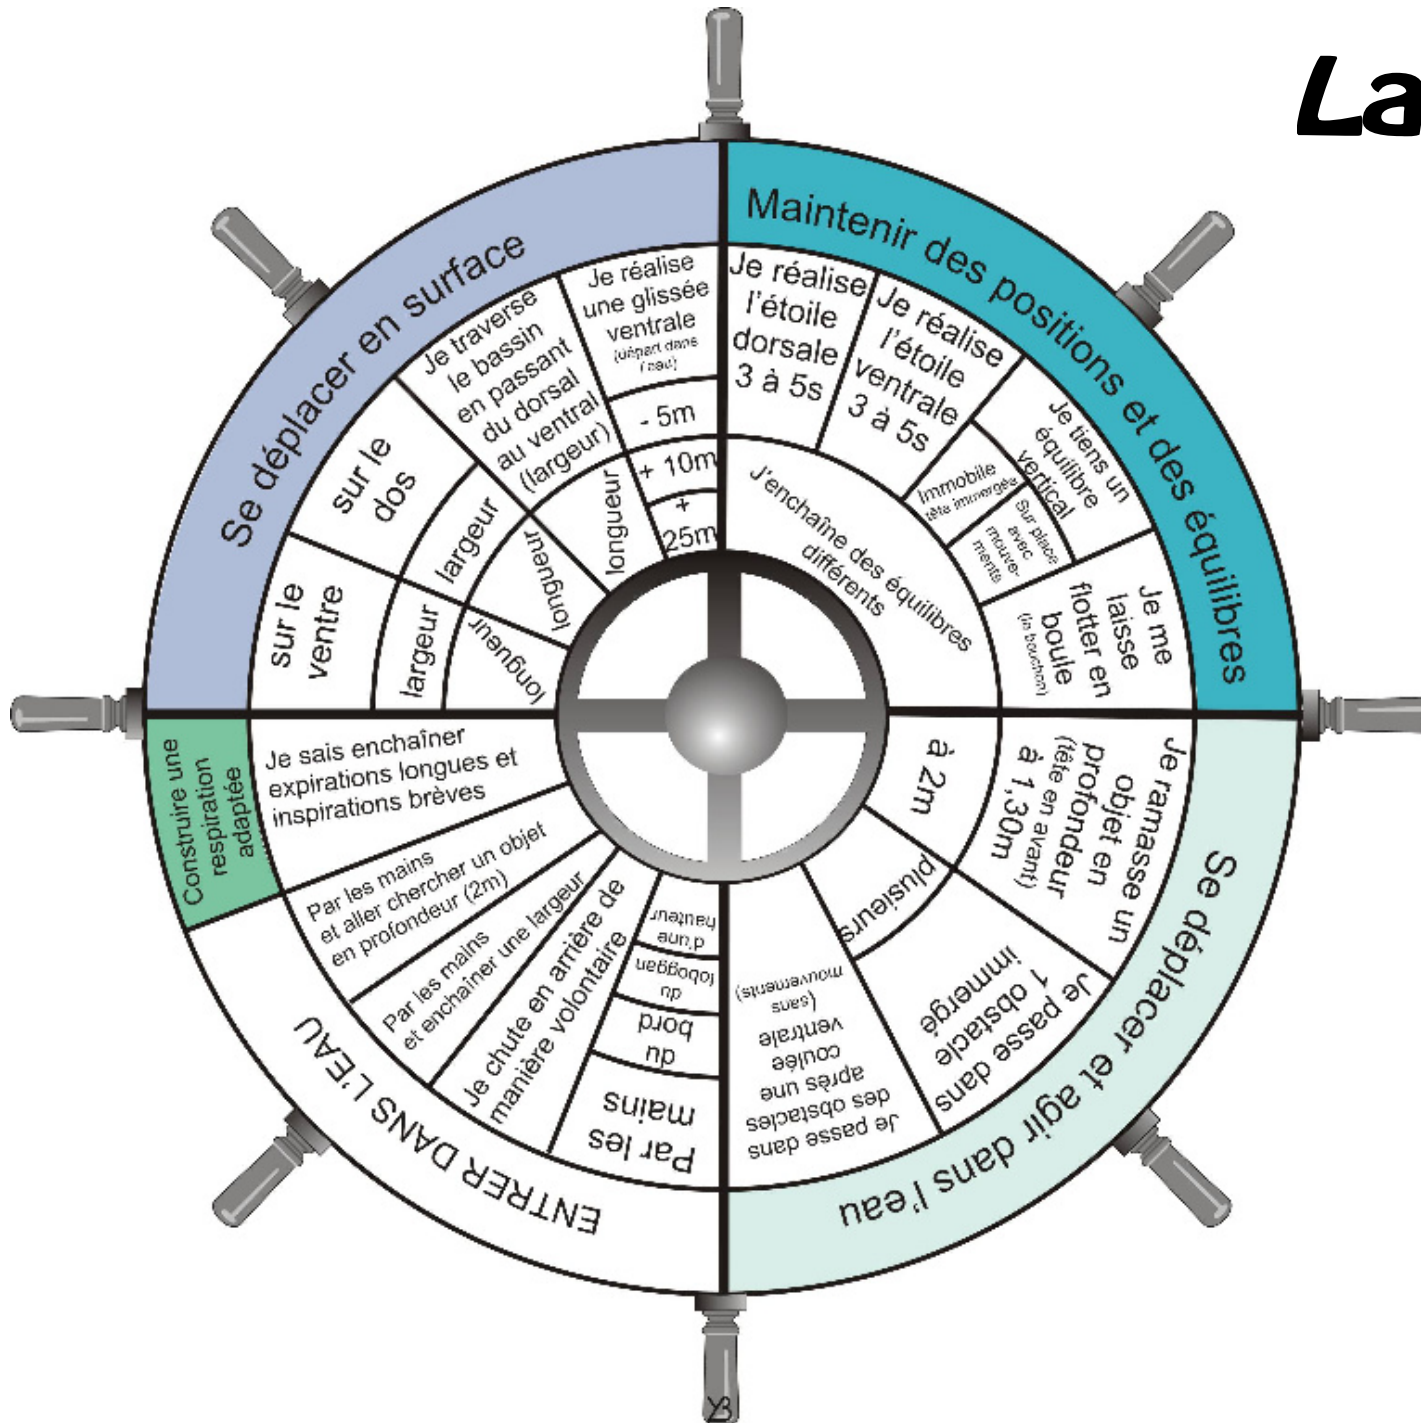 La
Se déplacer en surface
Je réalise
une glissée
ventrale
(départ dans
l'eau)
- 5m
+ 10m
+
25m
Je traverse
le bassin
en passant
du dorsal
au ventral
(largeur)
longueur
sur le
dos
largeur
longueur
sur le
ventre
largeur
longueur
Maintenir des positions et des équilibres
Je réalise
l'étoile
dorsale
3 à 5s
Je réalise
l'étoile
ventrale
3 à 5s
Je tiens un
équilibre
vertical
Immobile
tête immergée
Sur place
avec
mouve-
ments
Je me
laisse
flotter en
boule
(le bouchon)
J'enchaîne des équilibres
différents
Se déplacer et agir dans l'eau
Je ramasse un
objet en
profondeur
(tête en avant)
à 1,30m
à 2m
Je passe dans
1 obstacle
immergé
plusieurs
Je passe dans
des obstacles
après une
coulée
ventrale
(sans
mouvements)
ENTRER DANS L'EAU
Par les
mains
du
bord
du
toboggan
d'une
hauteur
Je chute en arrière de
manière volontaire
Par les mains
et enchaîner une largeur
Par les mains
et aller chercher un objet
en profondeur (2m)
Construire une
respiration
adaptée
Je sais enchaîner
expirations longues et
inspirations brèves